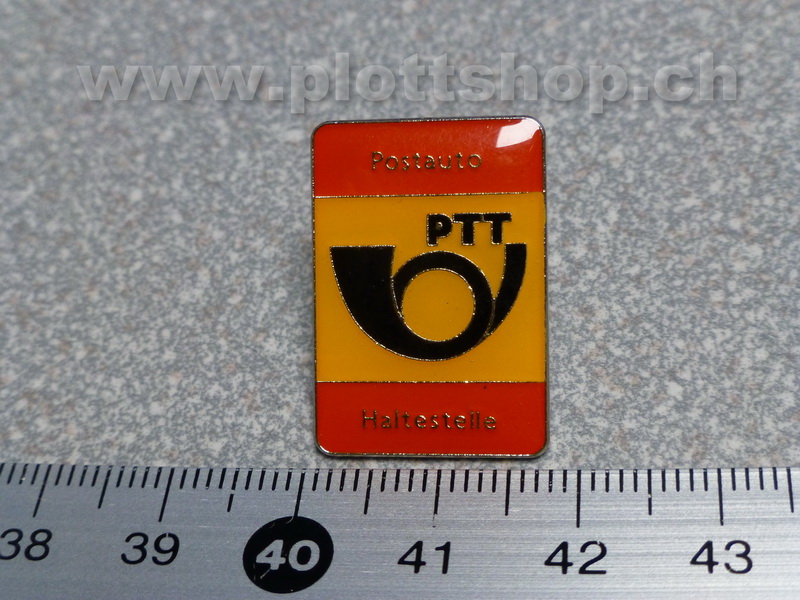 www.plottshop.ch
Postauto
PTT
Haltestelle
38 39 40 41 42 43